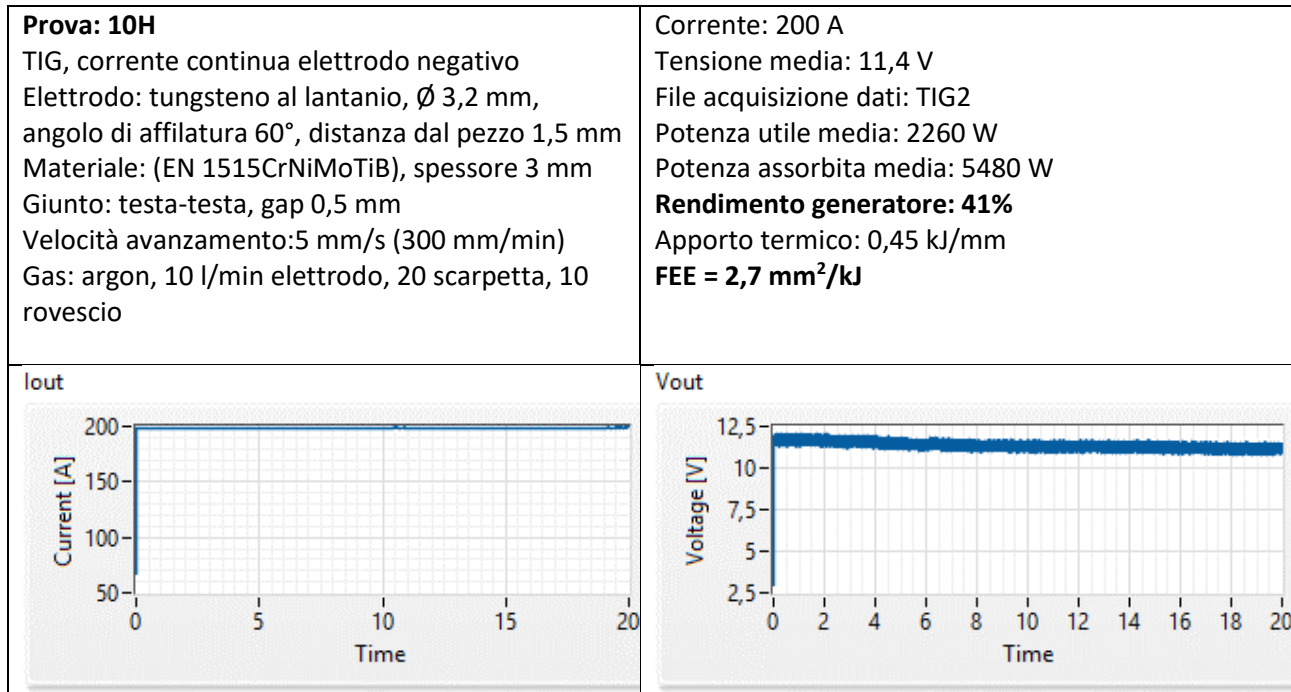 Prova: 10H
TIG, corrente continua elettrodo negativo
Elettrodo: tungsteno al lantanio, Ø 3,2 mm,
angolo di affilatura 60°, distanza dal pezzo 1,5 mm
Materiale: (EN 1515CrNiMoTiB), spessore 3 mm
Giunto: testa-testa, gap 0,5 mm
Velocità avanzamento:5 mm/s (300 mm/min)
Gas: argon, 10 l/min elettrodo, 20 scarpetta, 10
rovescio
Corrente: 200 A
Tensione media: 11,4 V
File acquisizione dati: TIG2
Potenza utile media: 2260 W
Potenza assorbita media: 5480 W
Rendimento generatore: 41%
Apporto termico: 0,45 kJ/mm
FEE = 2,7 mm²/kJ
Iout
Current [A]
200
150
100
50
0 5 10 15 20
Time
Vout
Voltage [V]
12,5
10
7,5
5
2,5
0 2 4 6 8 10 12 14 16 18 20
Time